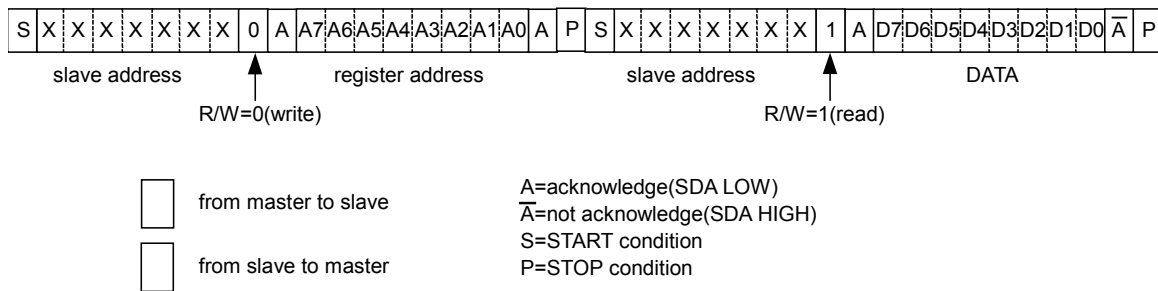 S X X X X X X X 0 A A7 A6 A5 A4 A3 A2 A1 A0 A P S X X X X X X X 1 A D7 D6 D5 D4 D3 D2 D1 D0 A̅ P
slave address register address slave address DATA
R/W=0(write) R/W=1(read)
from master to slave
from slave to master
A=acknowledge(SDA LOW)
A̅=not acknowledge(SDA HIGH)
S=START condition
P=STOP condition